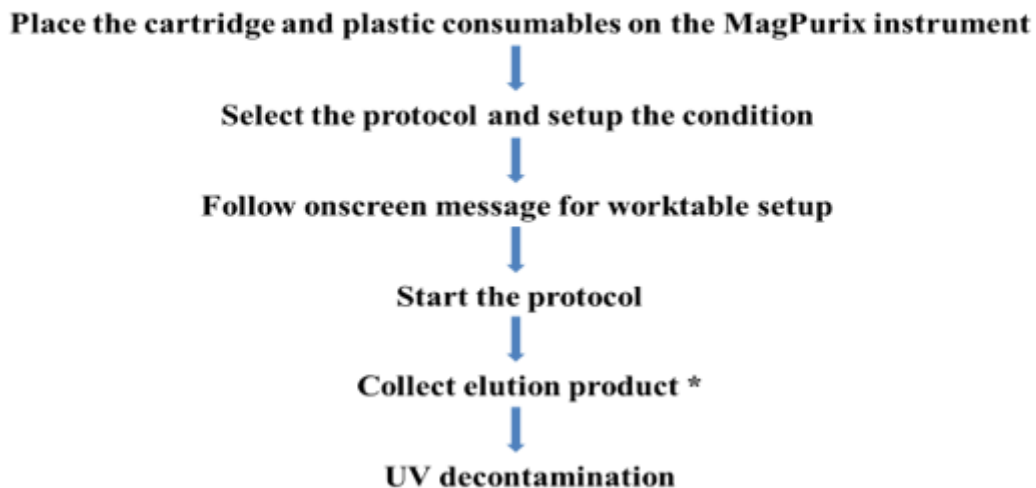 Place the cartridge and plastic consumables on the MagPurix instrument
Select the protocol and setup the condition
Follow onscreen message for worktable setup
Start the protocol
Collect elution product *
UV decontamination